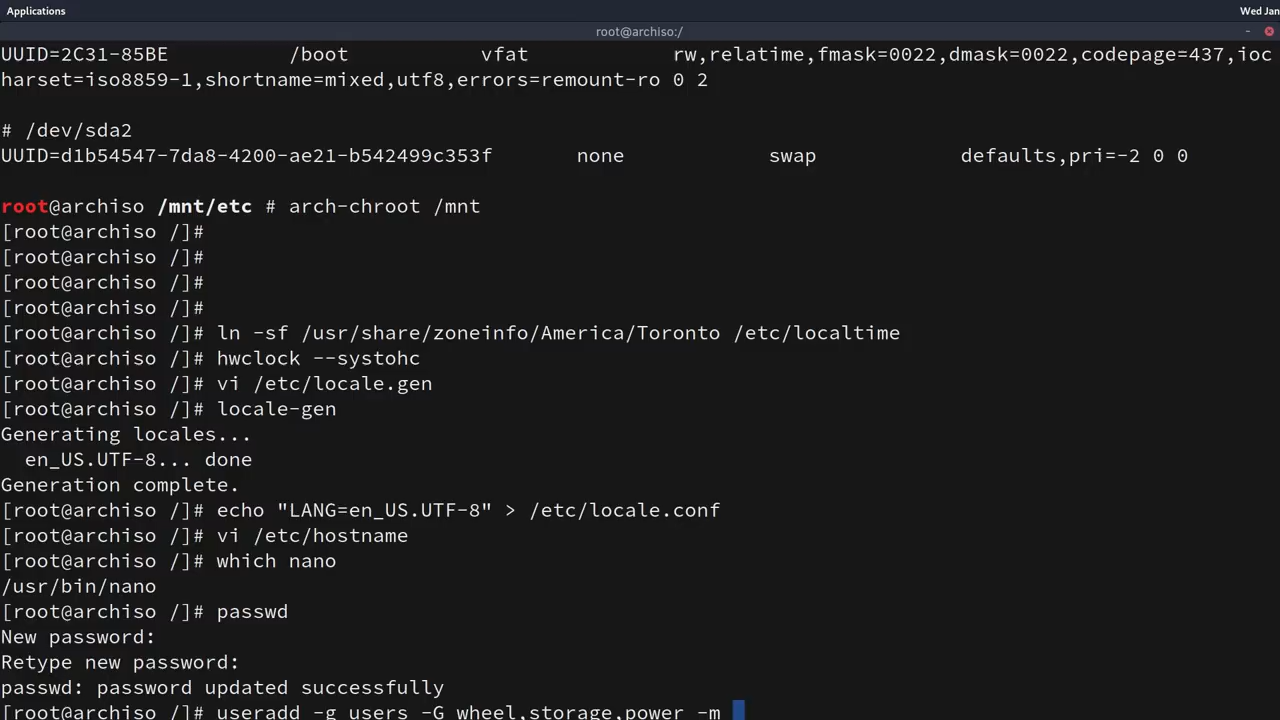 Applications
Wed Jan
root@archiso:/
UUID=2C31-85BE /boot vfat rw,relatime,fmask=0022,dmask=0022,codepage=437,ioc
harset=iso8859-1,shortname=mixed,utf8,errors=remount-ro 0 2
# /dev/sda2
UUID=d1b54547-7da8-4200-ae21-b542499c353f none swap defaults,pri=-2 0 0
root@archiso /mnt/etc # arch-chroot /mnt
[root@archiso /]#
[root@archiso /]#
[root@archiso /]#
[root@archiso /]#
[root@archiso /]# ln -sf /usr/share/zoneinfo/America/Toronto /etc/localtime
[root@archiso /]# hwclock --systohc
[root@archiso /]# vi /etc/locale.gen
[root@archiso /]# locale-gen
Generating locales...
en_US.UTF-8... done
Generation complete.
[root@archiso /]# echo "LANG=en_US.UTF-8" > /etc/locale.conf
[root@archiso /]# vi /etc/hostname
[root@archiso /]# which nano
/usr/bin/nano
[root@archiso /]# passwd
New password:
Retype new password:
passwd: password updated successfully
[root@archiso /]# useradd -g users -G wheel,storage,power -m